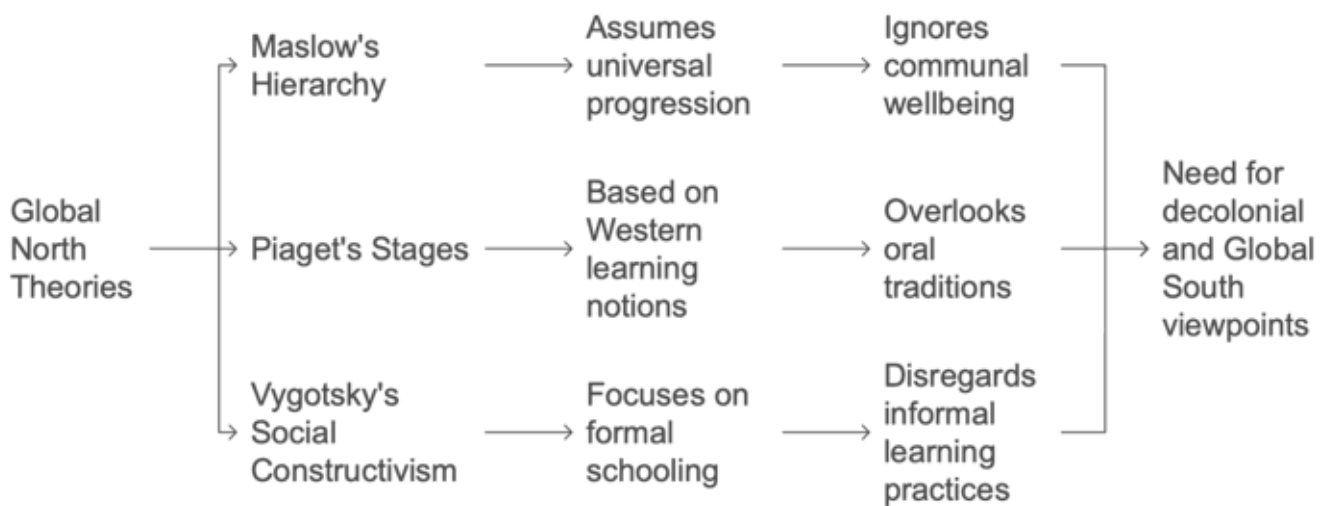 Global
North
Theories
Maslow's
Hierarchy
Assumes
universal
progression
Ignores
communal
wellbeing
Piaget's Stages
Based on
Western
learning
notions
Overlooks
oral
traditions
Vygotsky's
Social
Constructivism
Focuses on
formal
schooling
Disregards
informal
learning
practices
Need for
decolonial
and Global
South
viewpoints